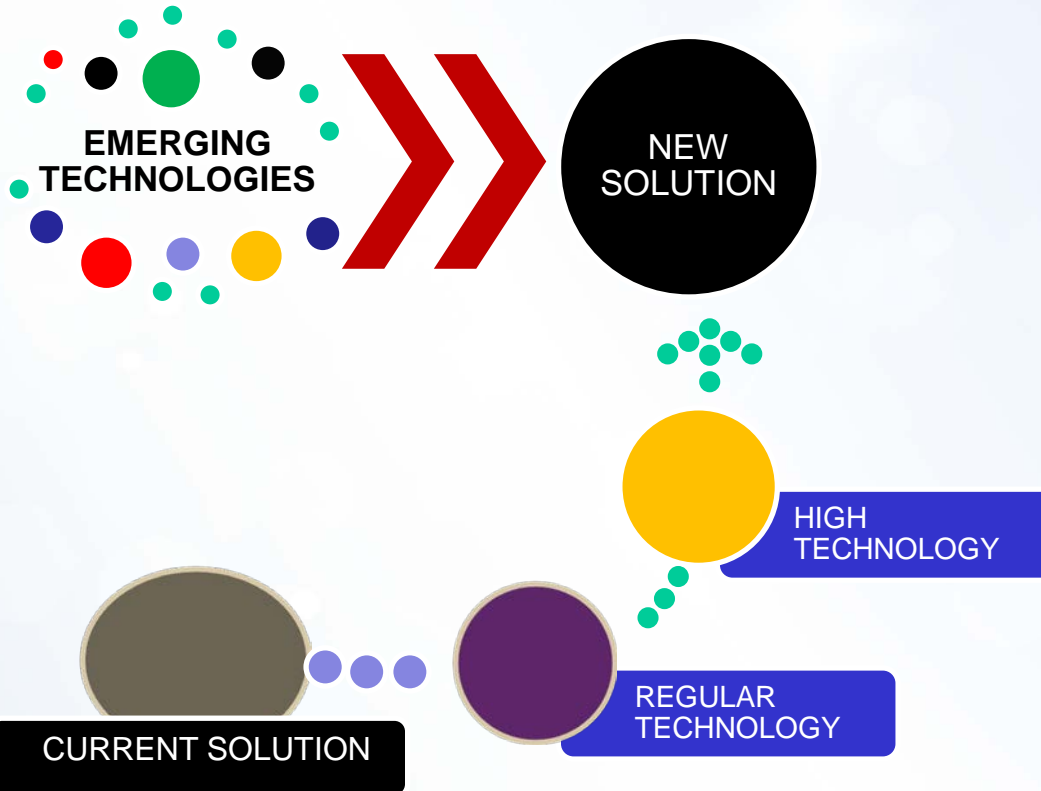 EMERGING
TECHNOLOGIES
NEW
SOLUTION
HIGH
TECHNOLOGY
REGULAR
TECHNOLOGY
CURRENT SOLUTION